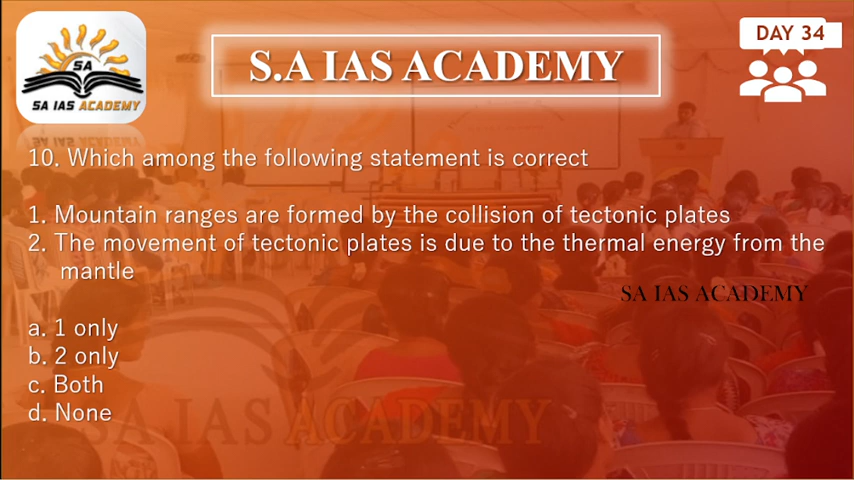 SA
SA IAS ACADEMY
S.A IAS ACADEMY
DAY 34
10. Which among the following statement is correct
1. Mountain ranges are formed by the collision of tectonic plates
2. The movement of tectonic plates is due to the thermal energy from the
mantle
SA IAS ACADEMY
a. 1 only
b. 2 only
c. Both
d. None
SA IAS ACADEMY